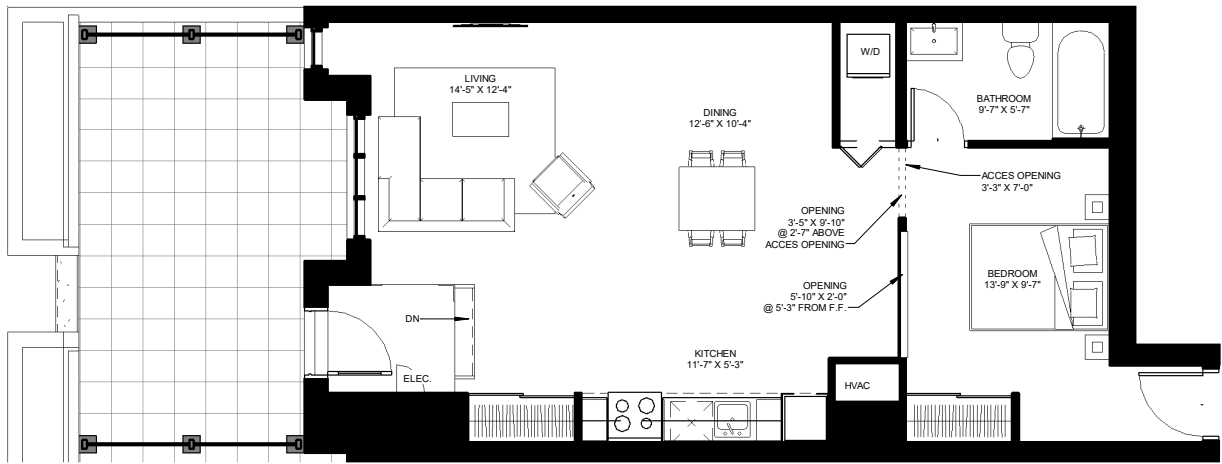 W/D
LIVING
14'-5" X 12'-4"
DINING
12'-6" X 10'-4"
BATHROOM
9'-7" X 5'-7"
ACCES OPENING
3'-3" X 7'-0"
OPENING
3'-5" X 9'-10"
@ 2'-7" ABOVE
ACCES OPENING
BEDROOM
13'-9" X 9'-7"
OPENING
5'-10" X 2'-0"
@ 5'-3" FROM F.F.
DN
KITCHEN
11'-7" X 5'-3"
ELEC.
HVAC